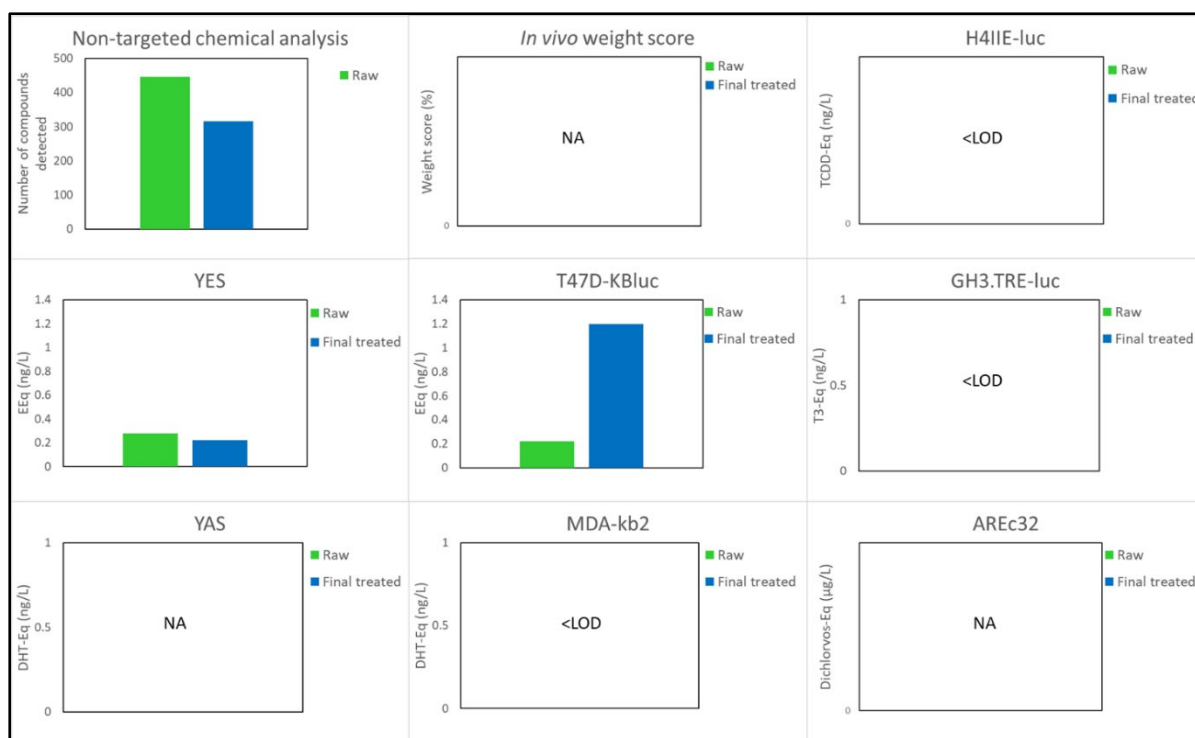 Non-targeted chemical analysis
Number of compounds
detected
500
400
300
200
100
0
Raw
In vivo weight score
Weight score (%)
0
NA
Raw
Final treated
H4IIE-luc
TCDD-Eq (ng/L)
0
<LOD
Raw
Final treated
YES
EEq (ng/L)
1.4
1.2
1
0.8
0.6
0.4
0.2
0
Raw
Final treated
T47D-KBluc
EEq (ng/L)
1.4
1.2
1
0.8
0.6
0.4
0.2
0
Raw
Final treated
GH3.TRE-luc
T3-Eq (ng/L)
1
0.5
0
<LOD
Raw
Final treated
YAS
DHT-Eq (ng/L)
1
0.5
0
NA
Raw
Final treated
MDA-kb2
DHT-Eq (ng/L)
1
0.5
0
<LOD
Raw
Final treated
AREc32
Dichlorvos-Eq (µg/L)
0
NA
Raw
Final treated